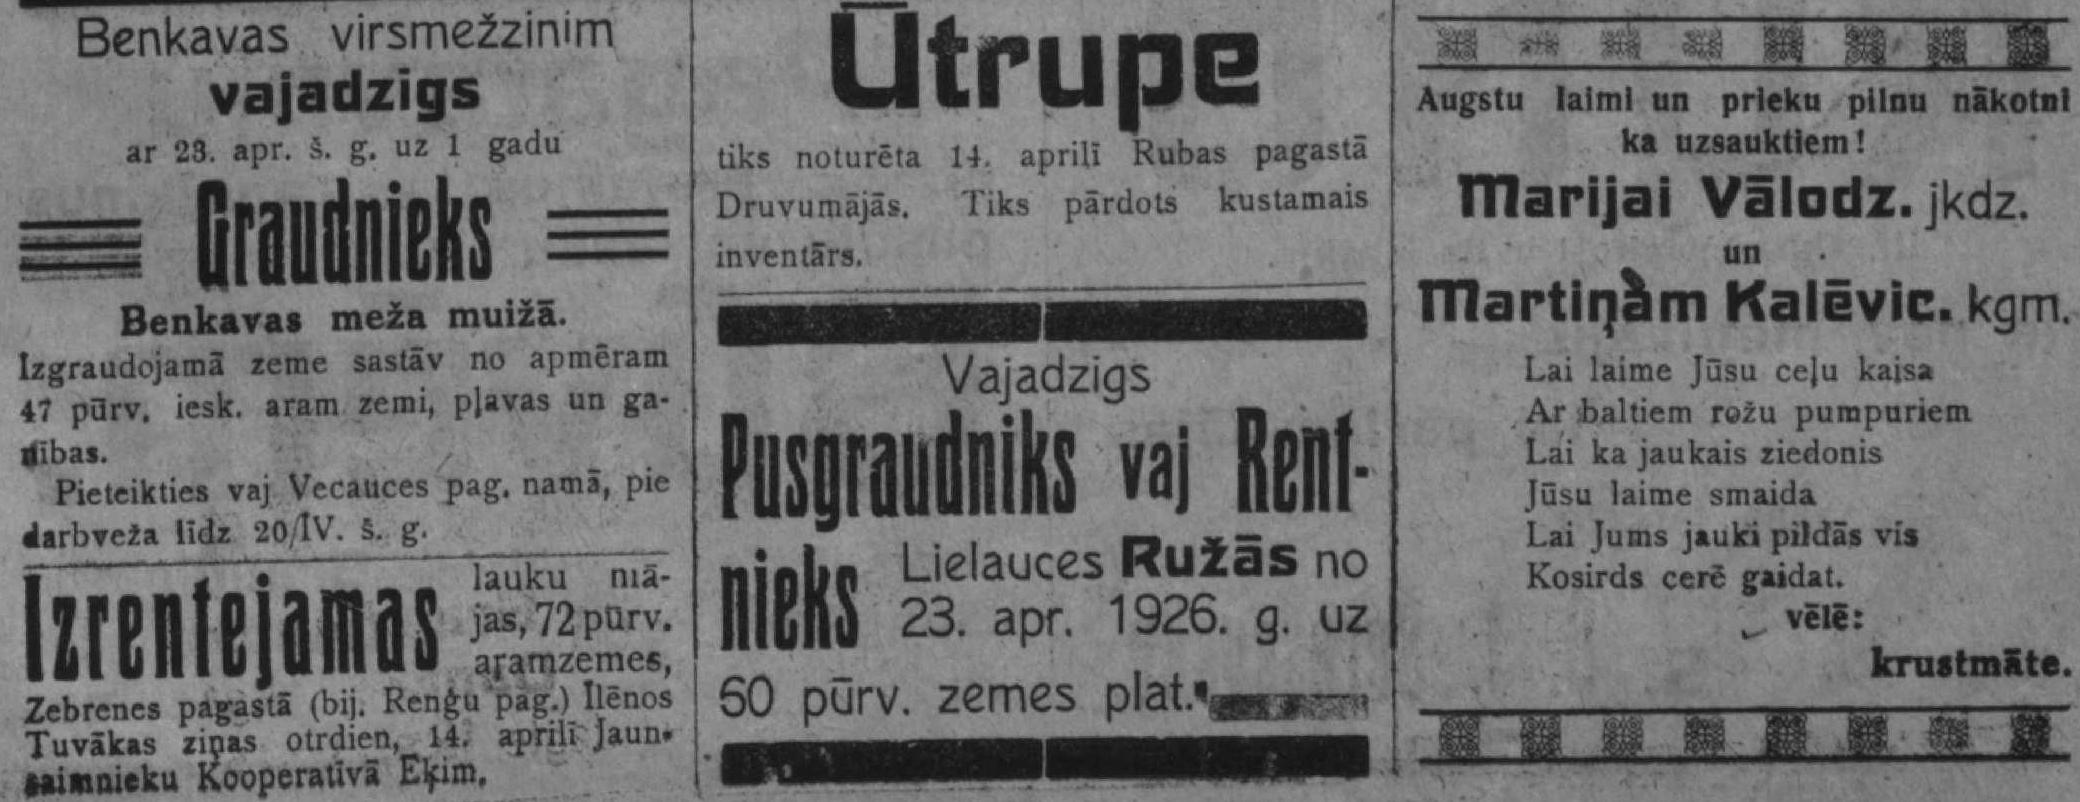 Benkavas virsmežzinim
vajadzigs
ar 23. apr. š. g. uz 1 gadu
Graudnieks
Benkavas meža muižā.
Izgraudojamā zeme sastāv no apmēram
47 pūrv. iesk. aram zemi, pļavas un ga-
nības.
Pieteikties vaj Vecauces pag. namā, pie
darbveža līdz 20/IV. š. g.
Izrentejamas
lauku mā-
jas, 72 pūrv.
aramzemes,
Zebrenes pagastā (bij. Renģu pag.) Ilēnos
Tuvākas ziņas otrdien, 14. aprilī Jaun-
saimnieku Kooperatīvā Eķim.
Ūtrupe
tiks noturēta 14. aprilī Rubas pagastā
Druvumājās. Tiks pārdots kustamais
inventārs.
Vajadzigs
Pusgraudniks vaj Rent-
nieks Lielauces Ružās no
23. apr. 1926. g. uz
60 pūrv. zemes plat.
Augstu laimi un prieku pilnu nākotni
ka uzsauktiem!
Marijai Vālodz. jkdz.
un
Martiņam Kalēvic. kgm.
Lai laime Jūsu ceļu kaisa
Ar baltiem rožu pumpuriem
Lai ka jaukais ziedonis
Jūsu laime smaida
Lai Jums jauki pildās vis
Kosirds cerē gaidat.
vēlē:
krustmāte.